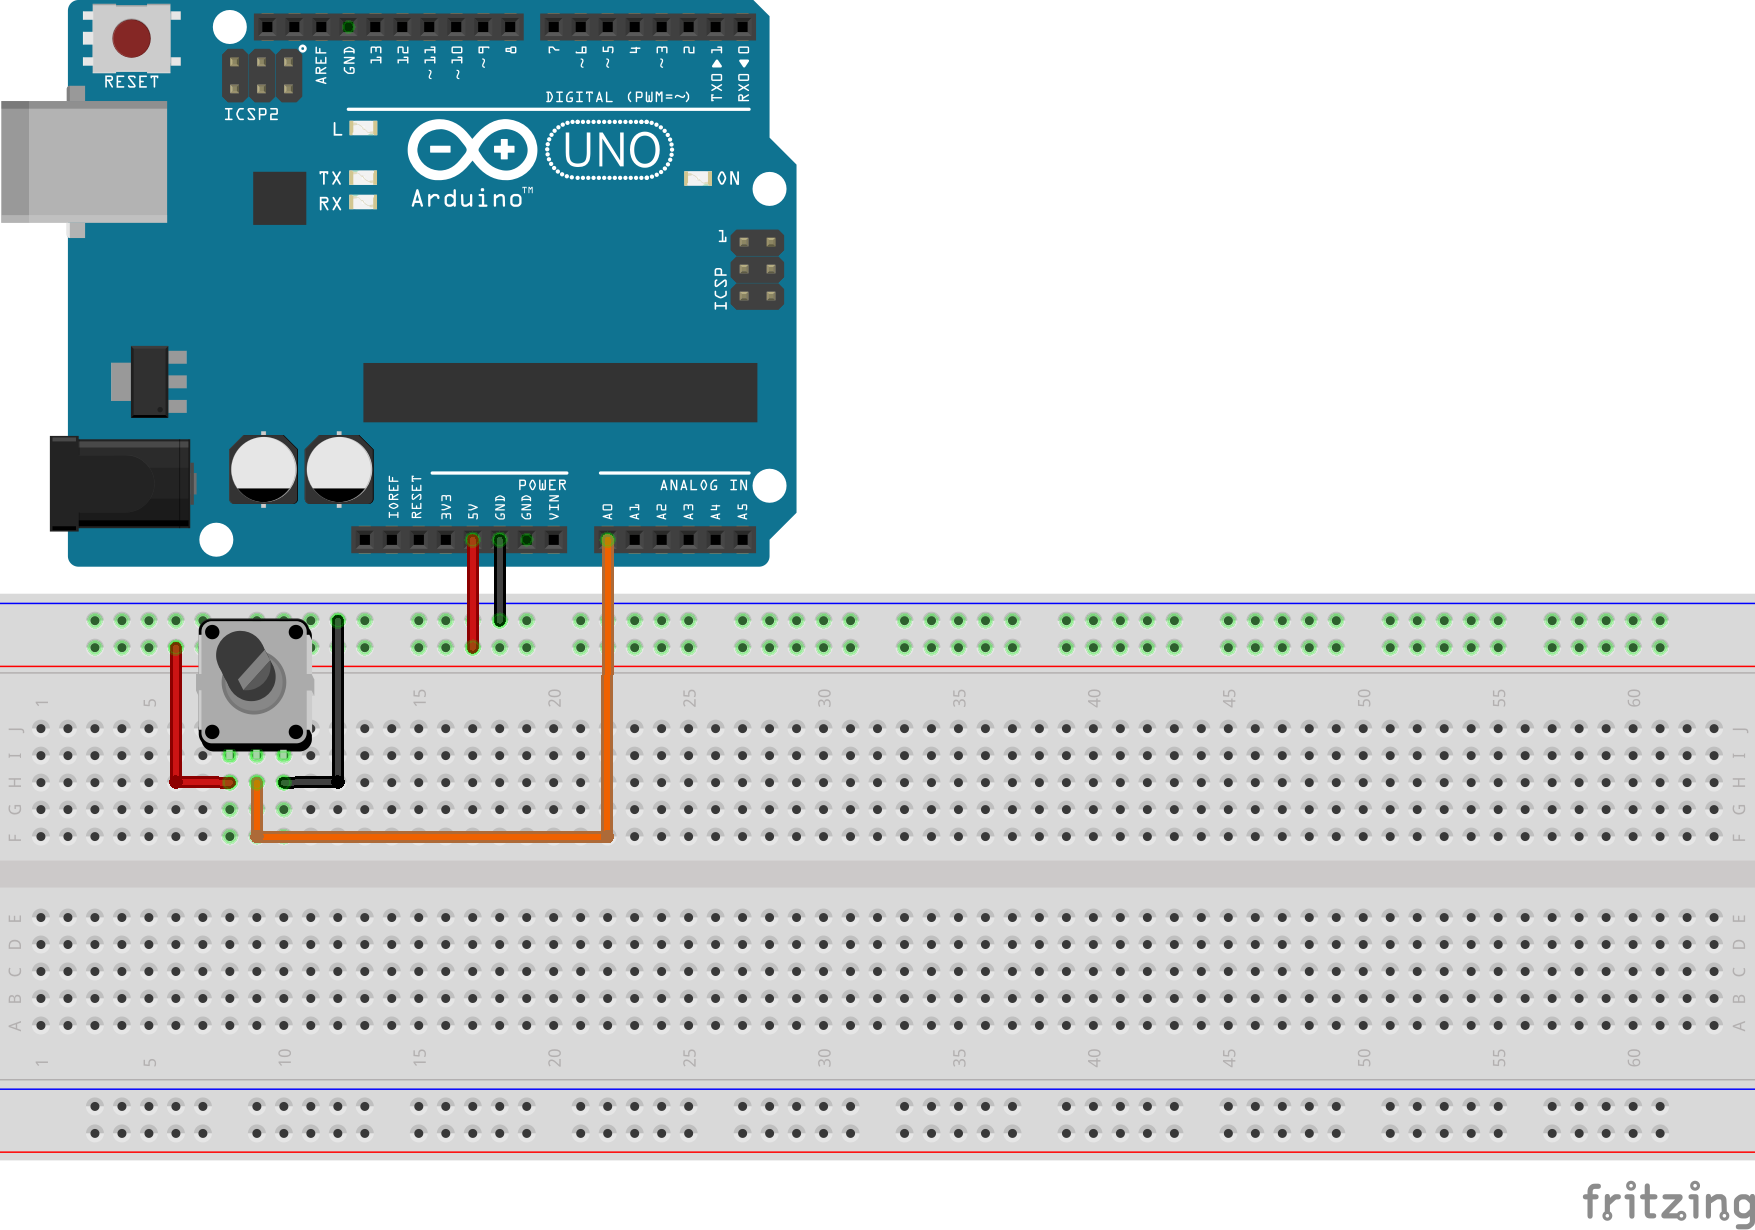 RESET
ICSP2
AREF
GND
13
12
~11
~10
~9
8
7
~6
~5
4
~3
2
TX0▶1
RX0◀0
DIGITAL (PWM=~)
L
TX
RX
UNO
Arduino™
ON
1
ICSP
IOREF
RESET
3V3
5V
GND
GND
VIN
POWER
ANALOG IN
A0
A1
A2
A3
A4
A5
1 5 15 20 25 30 35 40 45 50 55 60
J J
I I
H H
G G
F F
E E
D D
C C
B B
A A
1 5 10 15 20 25 30 35 40 45 50 55 60
fritzing